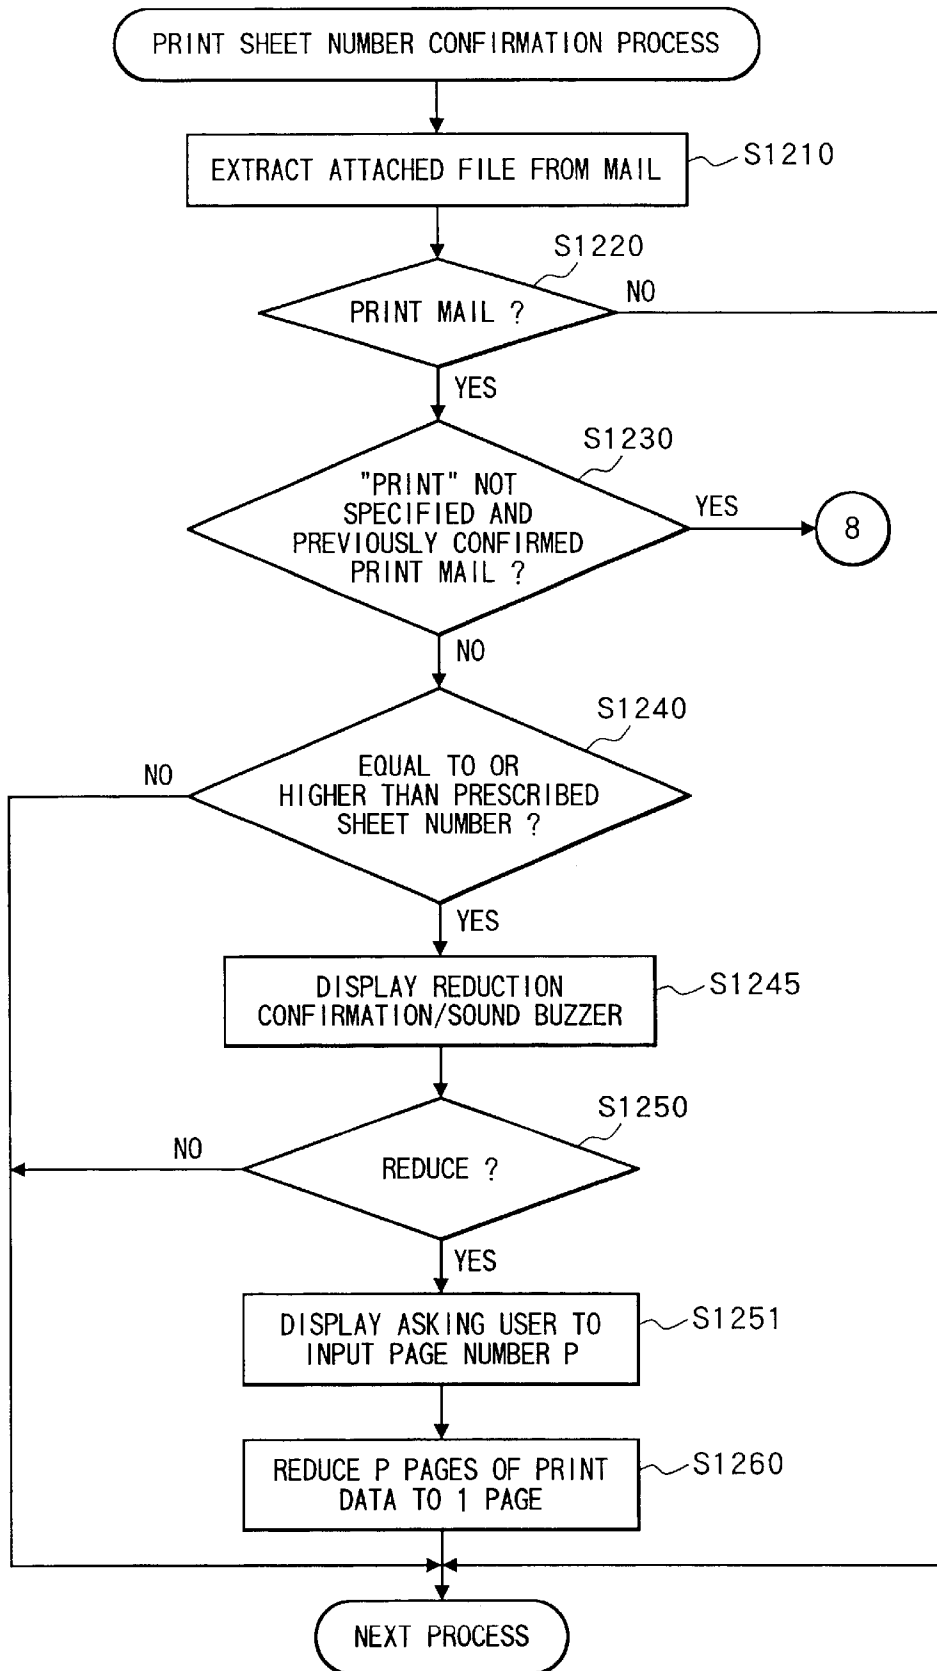 PRINT SHEET NUMBER CONFIRMATION PROCESS
EXTRACT ATTACHED FILE FROM MAIL
S1210
S1220
PRINT MAIL ?
NO
YES
S1230
"PRINT" NOT
SPECIFIED AND
PREVIOUSLY CONFIRMED
PRINT MAIL ?
YES
8
NO
S1240
EQUAL TO OR
HIGHER THAN PRESCRIBED
SHEET NUMBER ?
NO
YES
DISPLAY REDUCTION
CONFIRMATION/SOUND BUZZER
S1245
S1250
REDUCE ?
NO
YES
DISPLAY ASKING USER TO
INPUT PAGE NUMBER P
S1251
REDUCE P PAGES OF PRINT
DATA TO 1 PAGE
S1260
NEXT PROCESS